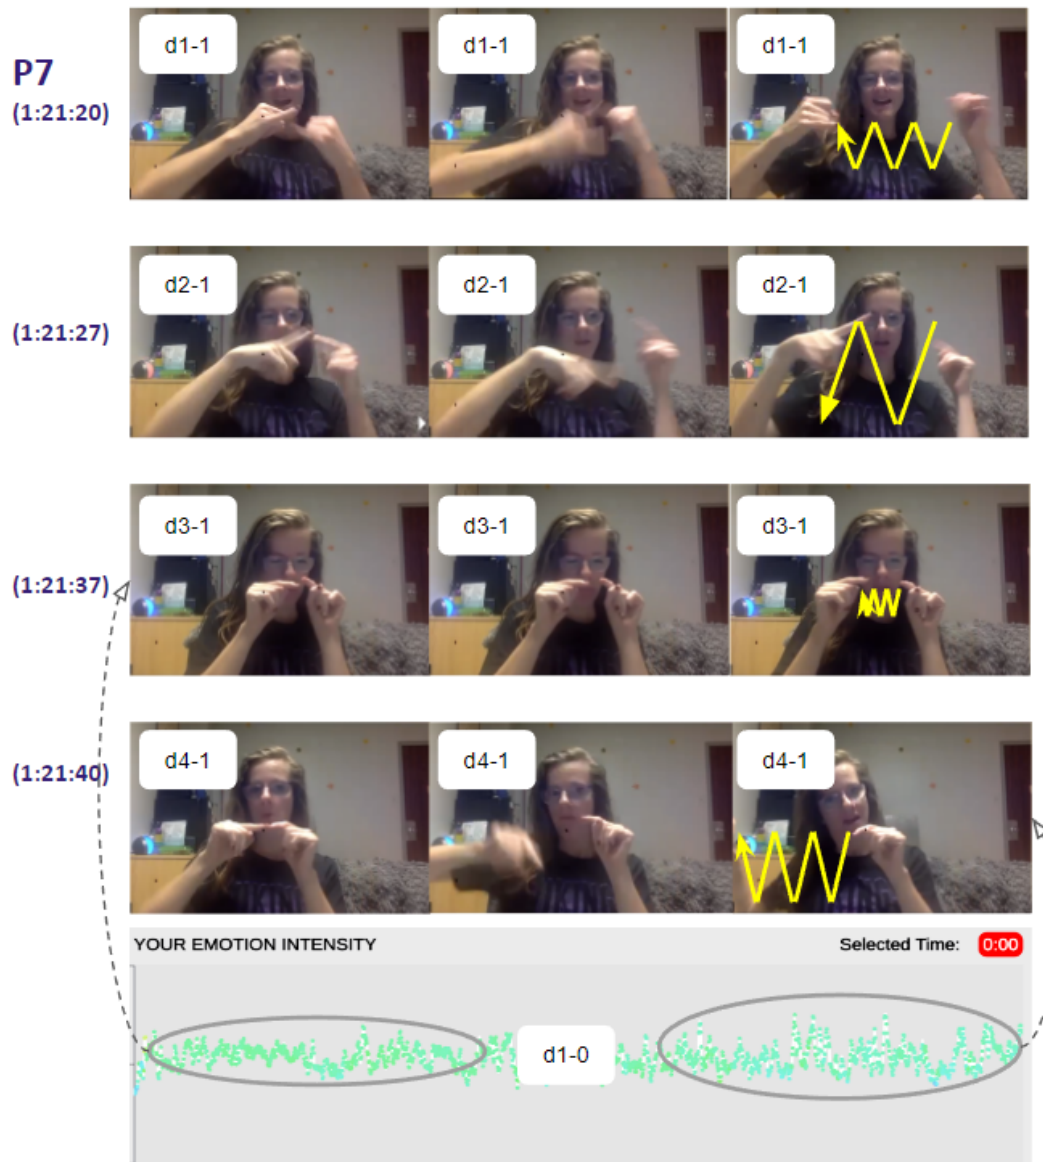 P7
(1:21:20)
d1-1 d1-1 d1-1
(1:21:27)
d2-1 d2-1 d2-1
(1:21:37)
d3-1 d3-1 d3-1
(1:21:40)
d4-1 d4-1 d4-1
YOUR EMOTION INTENSITY Selected Time: 0:00
d1-0